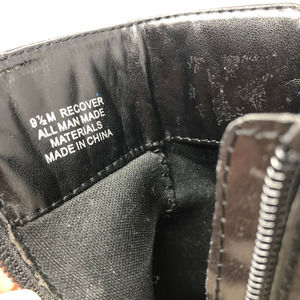 9½M RECOVER
ALL MAN MADE
MATERIALS
MADE IN CHINA